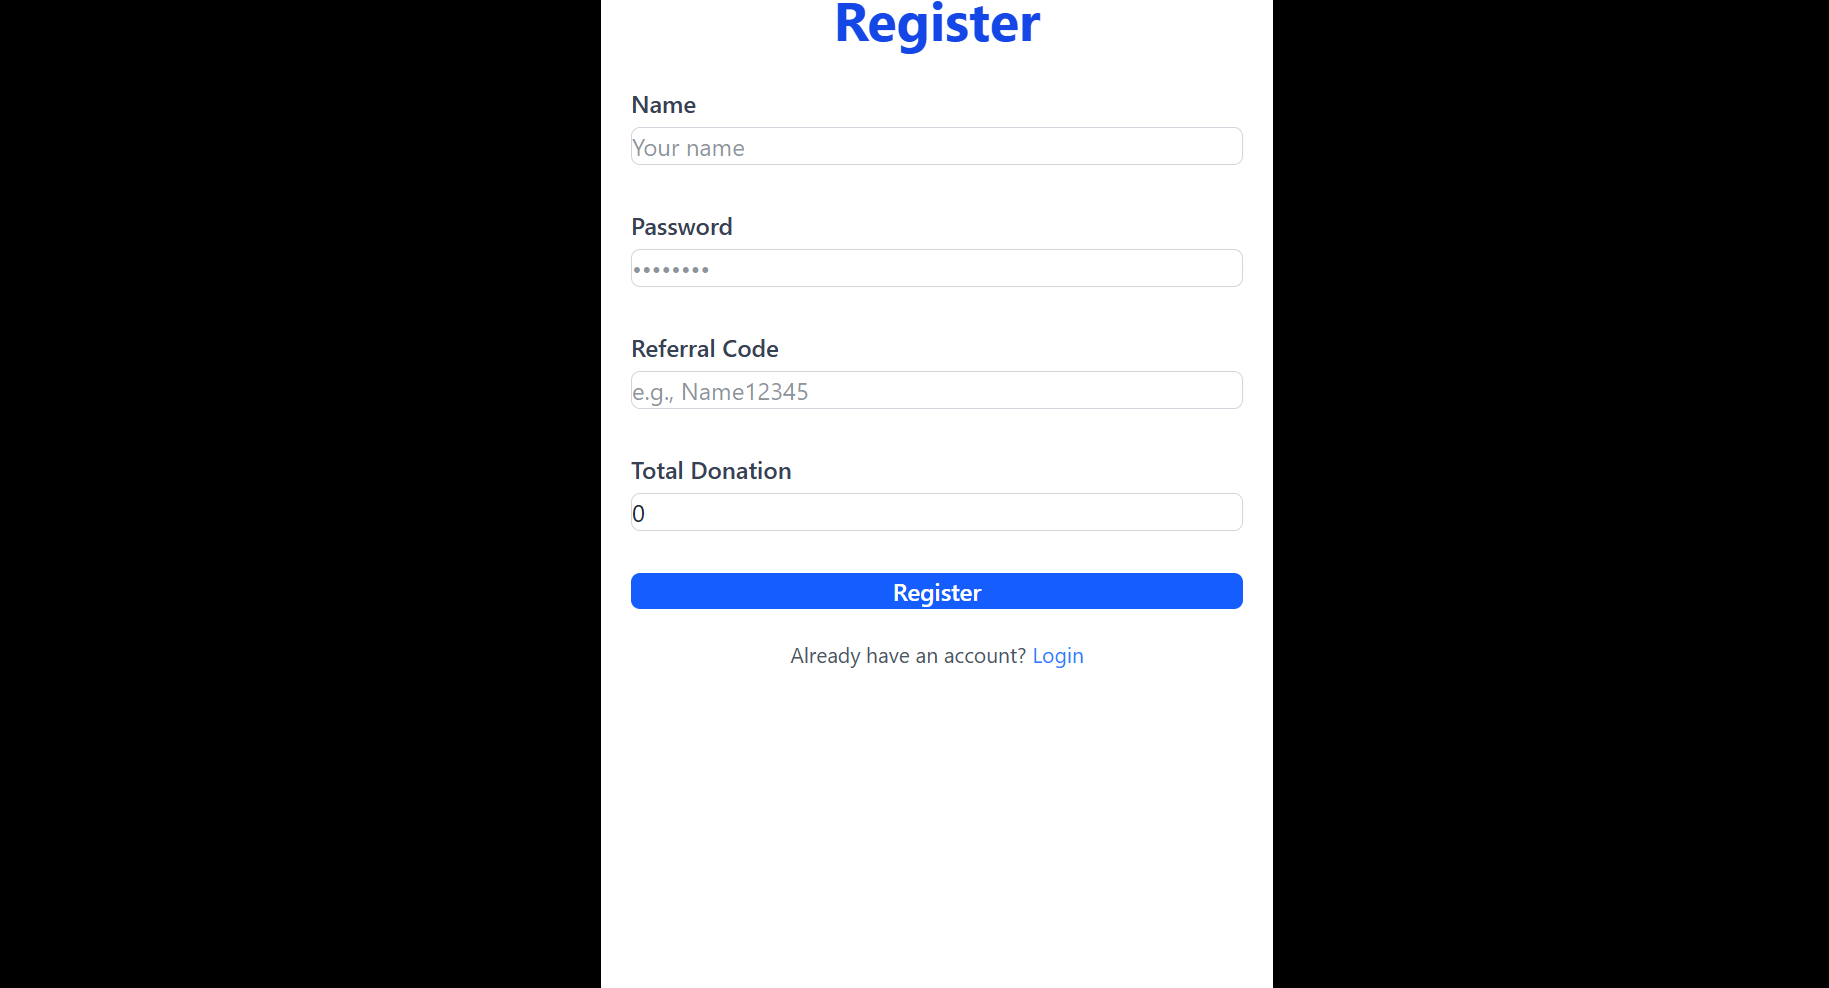 Register
Name
Your name
Password
••••••••
Referral Code
e.g., Name12345
Total Donation
0
Register
Already have an account? Login